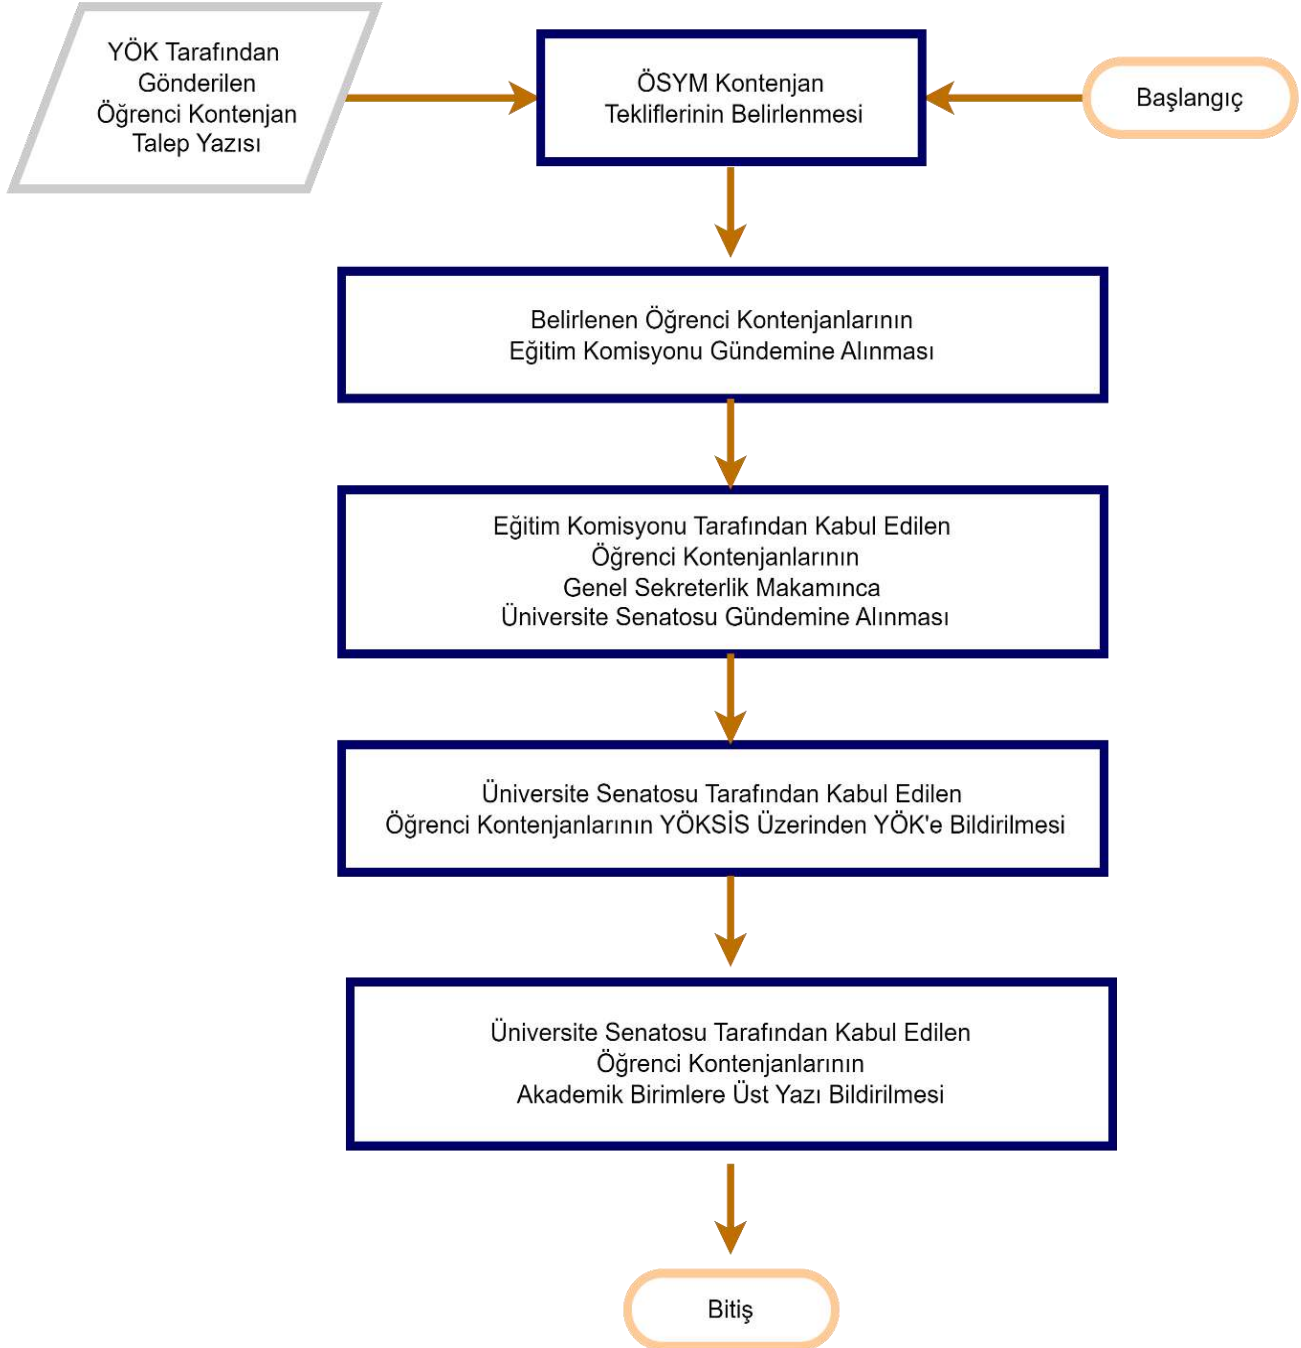 YÖK Tarafından
Gönderilen
Öğrenci Kontenjan
Talep Yazısı
ÖSYM Kontenjan
Tekliflerinin Belirlenmesi
Başlangıç
Belirlenen Öğrenci Kontenjanlarının
Eğitim Komisyonu Gündemine Alınması
Eğitim Komisyonu Tarafından Kabul Edilen
Öğrenci Kontenjanlarının
Genel Sekreterlik Makamınca
Üniversite Senatosu Gündemine Alınması
Üniversite Senatosu Tarafından Kabul Edilen
Öğrenci Kontenjanlarının YÖKSİS Üzerinden YÖK'e Bildirilmesi
Üniversite Senatosu Tarafından Kabul Edilen
Öğrenci Kontenjanlarının
Akademik Birimlere Üst Yazı Bildirilmesi
Bitiş